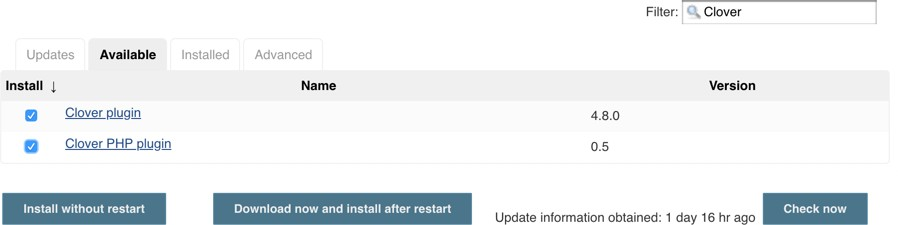 Filter: Clover
Updates Available Installed Advanced
Install ↓ Name Version
Clover plugin 4.8.0
Clover PHP plugin 0.5
Install without restart Download now and install after restart Update information obtained: 1 day 16 hr ago Check now